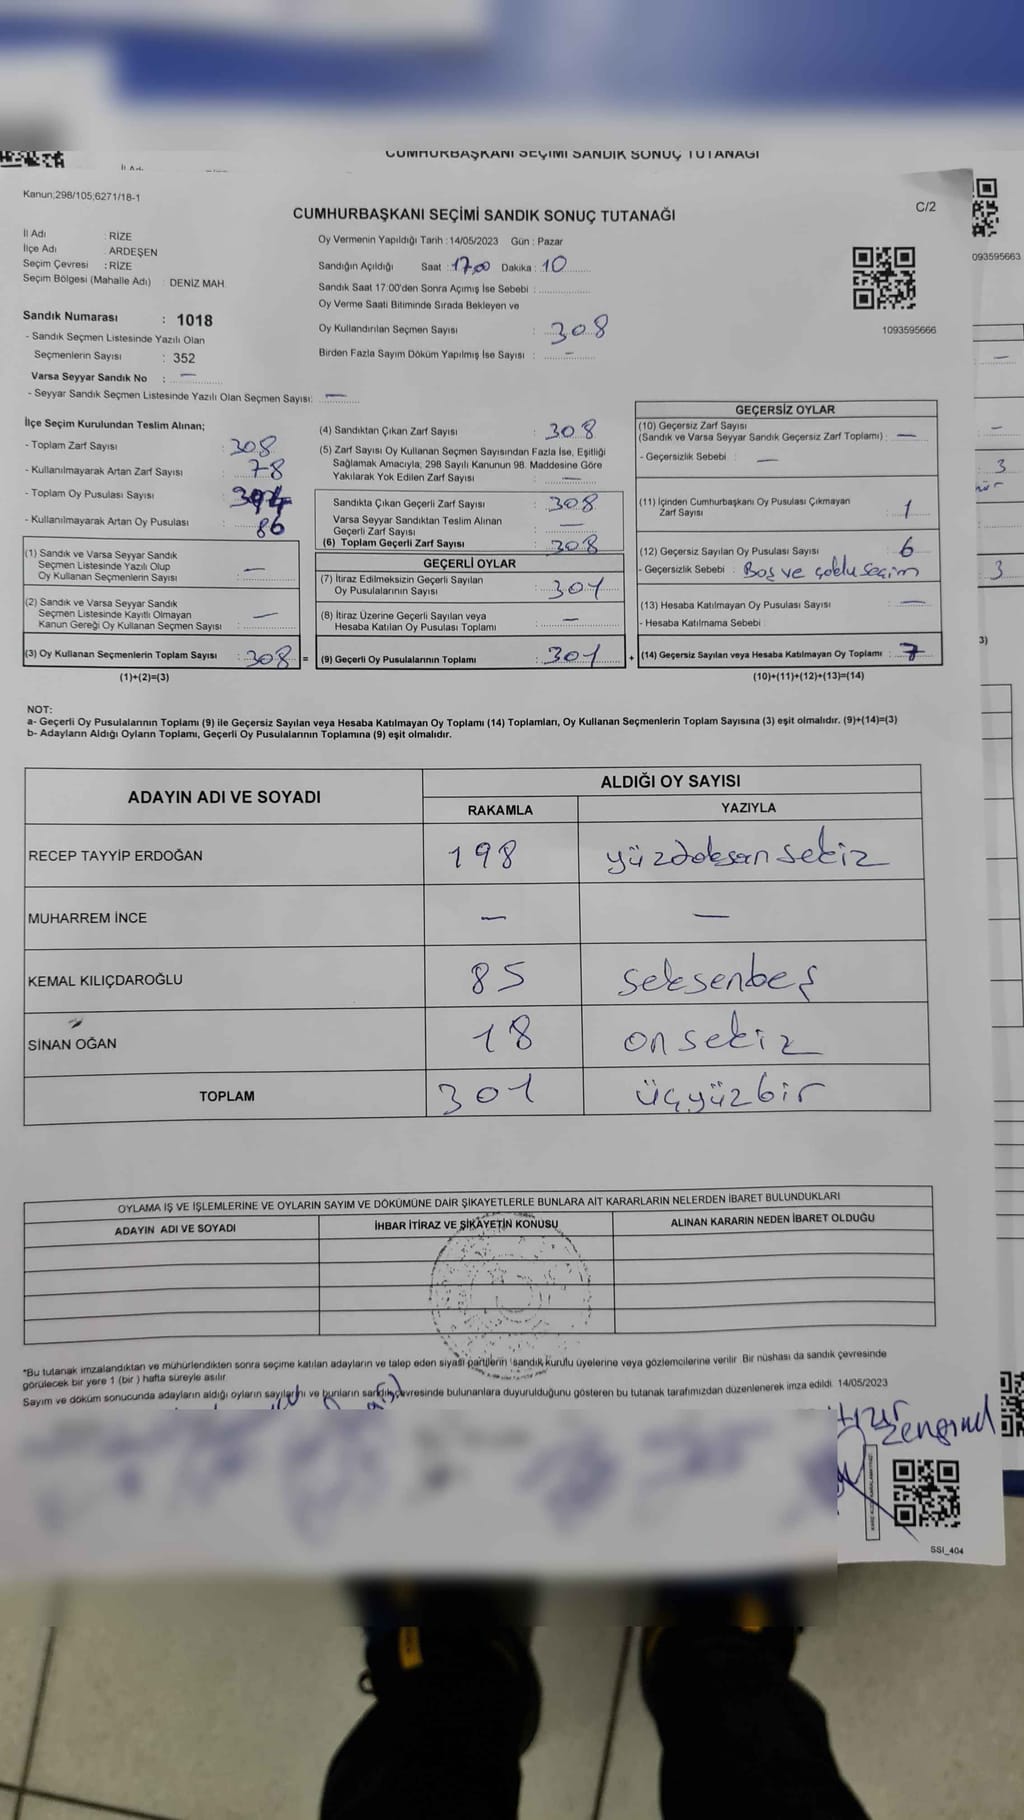 CUMHURBAŞKANI SEÇİMİ SANDIK SONUÇ TUTANAĞI
Kanun;298/105;6271/18-1
CUMHURBAŞKANI SEÇİMİ SANDIK SONUÇ TUTANAĞI
C/2
İl Adı : RİZE
İlçe Adı : ARDEŞEN
Seçim Çevresi : RİZE
Seçim Bölgesi (Mahalle Adı) : DENİZ MAH.
Sandık Numarası : 1018
- Sandık Seçmen Listesinde Yazılı Olan
Seçmenlerin Sayısı : 352
Varsa Seyyar Sandık No : —
- Seyyar Sandık Seçmen Listesinde Yazılı Olan Seçmen Sayısı: —
Oy Vermenin Yapıldığı Tarih : 14/05/2023 Gün : Pazar
Sandığın Açıldığı Saat : 17.00 Dakika : 10
Sandık Saat 17:00'den Sonra Açımış İse Sebebi :
Oy Verme Saati Bitiminde Sırada Bekleyen ve
Oy Kullandırılan Seçmen Sayısı : 308
Birden Fazla Sayım Döküm Yapılmış İse Sayısı : —
1093595666
093595663
İlçe Seçim Kurulundan Teslim Alınan;
- Toplam Zarf Sayısı : 308
- Kullanılmayarak Artan Zarf Sayısı : 78
- Toplam Oy Pusulası Sayısı : 394
- Kullanılmayarak Artan Oy Pusulası : 86
(1) Sandık ve Varsa Seyyar Sandık
Seçmen Listesinde Yazılı Olup
Oy Kullanan Seçmenlerin Sayısı : —
(2) Sandık ve Varsa Seyyar Sandık
Seçmen Listesinde Kayıtlı Olmayan
Kanun Gereği Oy Kullanan Seçmen Sayısı : —
(3) Oy Kullanan Seçmenlerin Toplam Sayısı : 308 =
(1)+(2)=(3)
(4) Sandıktan Çıkan Zarf Sayısı : 308
(5) Zarf Sayısı Oy Kullanan Seçmen Sayısından Fazla İse, Eşitliği
Sağlamak Amacıyla; 298 Sayılı Kanunun 98. Maddesine Göre
Yakılarak Yok Edilen Zarf Sayısı : —
Sandıkta Çıkan Geçerli Zarf Sayısı : 308
Varsa Seyyar Sandıktan Teslim Alınan
Geçerli Zarf Sayısı : —
(6) Toplam Geçerli Zarf Sayısı : 308
GEÇERLİ OYLAR
(7) İtiraz Edilmeksizin Geçerli Sayılan
Oy Pusulalarının Sayısı : 301
(8) İtiraz Üzerine Geçerli Sayılan veya
Hesaba Katılan Oy Pusulası Toplamı : —
(9) Geçerli Oy Pusulalarının Toplamı : 301 +
GEÇERSİZ OYLAR
(10) Geçersiz Zarf Sayısı
(Sandık ve Varsa Seyyar Sandık Geçersiz Zarf Toplamı) : —
- Geçersizlik Sebebi : —
(11) İçinden Cumhurbaşkanı Oy Pusulası Çıkmayan
Zarf Sayısı : 1
(12) Geçersiz Sayılan Oy Pusulası Sayısı : 6
- Geçersizlik Sebebi : Boş ve çoklu seçim
(13) Hesaba Katılmayan Oy Pusulası Sayısı : —
- Hesaba Katılmama Sebebi :
(14) Geçersiz Sayılan veya Hesaba Katılmayan Oy Toplamı : 7
(10)+(11)+(12)+(13)=(14)
NOT:
a- Geçerli Oy Pusulalarının Toplamı (9) ile Geçersiz Sayılan veya Hesaba Katılmayan Oy Toplamı (14) Toplamları, Oy Kullanan Seçmenlerin Toplam Sayısına (3) eşit olmalıdır. (9)+(14)=(3)
b- Adayların Aldığı Oyların Toplamı, Geçerli Oy Pusulalarının Toplamına (9) eşit olmalıdır.
ADAYIN ADI VE SOYADI ALDIĞI OY SAYISI
RAKAMLA YAZIYLA
RECEP TAYYİP ERDOĞAN 198 yüzdoksan sekiz
MUHARREM İNCE — —
KEMAL KILIÇDAROĞLU 85 seksenbeş
SİNAN OĞAN 18 on sekiz
TOPLAM 301 üçyüzbir
OYLAMA İŞ VE İŞLEMLERİNE VE OYLARIN SAYIM VE DÖKÜMÜNE DAİR ŞİKAYETLERLE BUNLARA AİT KARARLARIN NELERDEN İBARET BULUNDUKLARI
ADAYIN ADI VE SOYADI İHBAR İTİRAZ VE ŞİKAYETİN KONUSU ALINAN KARARIN NEDEN İBARET OLDUĞU
*Bu tutanak imzalandıktan ve mühürlendikten sonra seçime katılan adayların ve talep eden siyasi partilerin sandık kurulu üyelerine veya gözlemcilerine verilir. Bir nüshası da sandık çevresinde
görülecek bir yere 1 (bir ) hafta süreyle asılır.
Sayım ve döküm sonucunda adayların aldığı oyların sayılarını ve bunların sandık çevresinde bulunanlara duyurulduğunu gösteren bu tutanak tarafımızdan düzenlenerek imza edildi. 14/05/2023
SSI_404